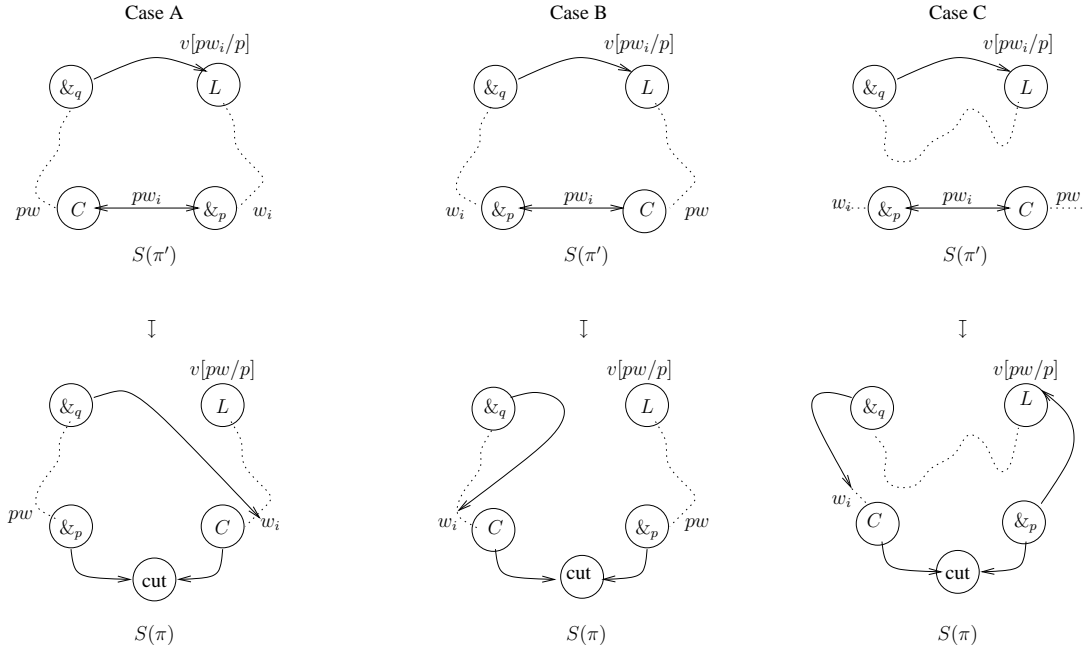 Case A Case B Case C
v[pw_i/p] v[pw_i/p] v[pw_i/p]
&_q L &_q L &_q L
pw C pw_i &_p w_i w_i &_p pw_i C pw w_i &_p pw_i C pw
S(π′) S(π′) S(π′)
↧ ↧ ↧
v[pw/p] v[pw/p] v[pw/p]
&_q L &_q L &_q L
pw &_p C w_i w_i C &_p pw w_i C &_p
cut cut cut
S(π) S(π) S(π)